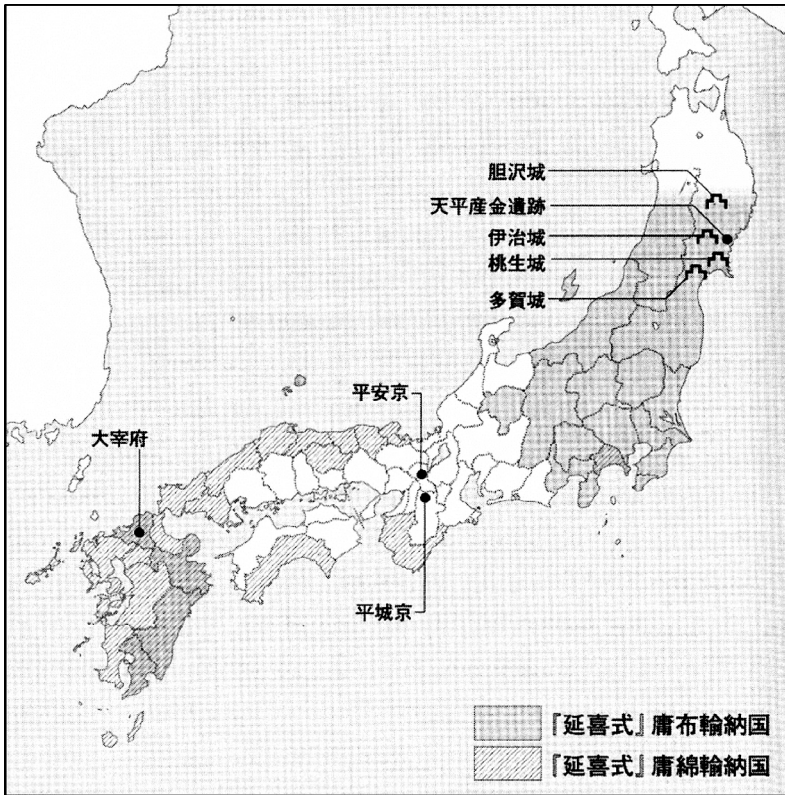 胆沢城
天平産金遺跡
伊治城
桃生城
多賀城
平安京
大宰府
平城京
『延喜式』庸布輸納国
『延喜式』庸綿輸納国